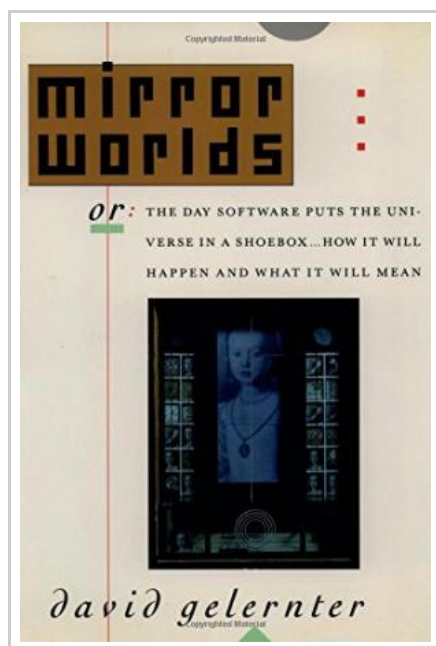 Copyrighted Material
mirror
worlds
or: THE DAY SOFTWARE PUTS THE UNI-
VERSE IN A SHOEBOX...HOW IT WILL
HAPPEN AND WHAT IT WILL MEAN
david gelernter
Copyrighted Material